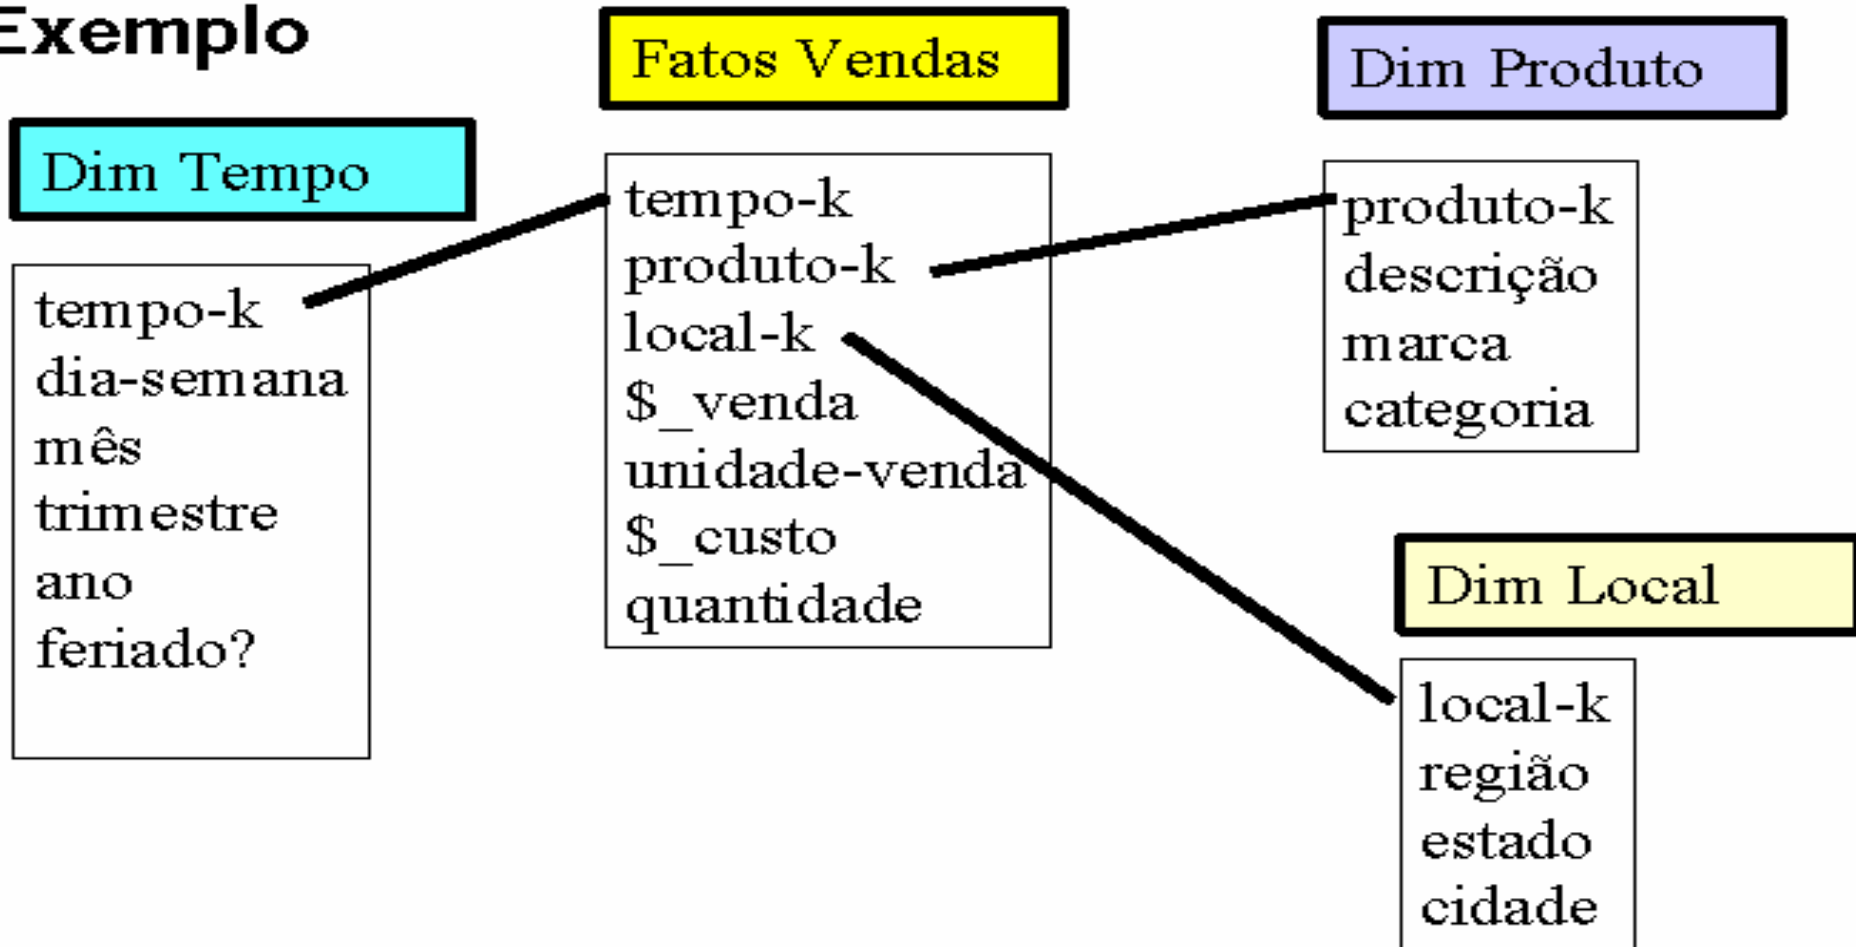 Exemplo
Dim Tempo
tempo-k
dia-semana
mês
trimestre
ano
feriado?
Fatos Vendas
tempo-k
produto-k
local-k
$_venda
unidade-venda
$_custo
quantidade
Dim Produto
produto-k
descrição
marca
categoria
Dim Local
local-k
região
estado
cidade